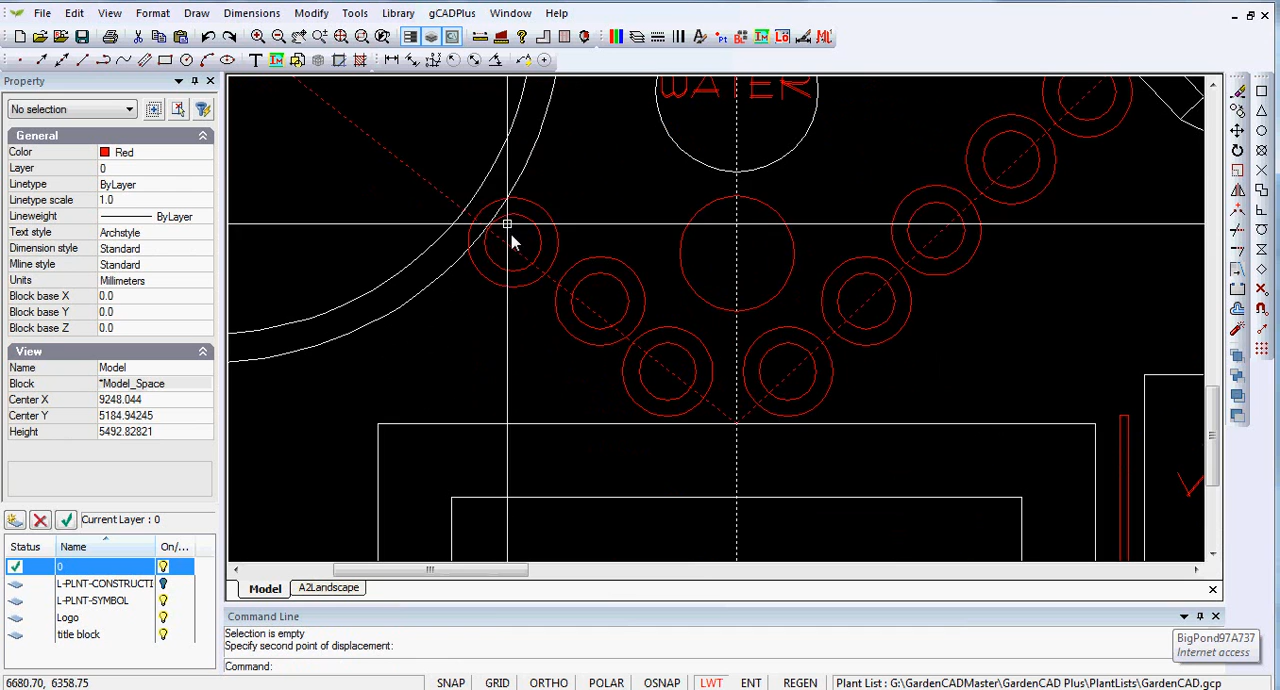 File Edit View Format Draw Dimensions Modify Tools Library gCADPlus Window Help
Property
No selection
General
Color Red
Layer 0
Linetype ByLayer
Linetype scale 1.0
Lineweight ByLayer
Text style Archstyle
Dimension style Standard
Mline style Standard
Units Millimeters
Block base X 0.0
Block base Y 0.0
Block base Z 0.0
View
Name Model
Block *Model_Space
Center X 9248.044
Center Y 5184.94245
Height 5492.82821
Current Layer : 0
Status Name On/...
0
L-PLNT-CONSTRUCTI
L-PLNT-SYMBOL
Logo
title block
WATER
Model A2Landscape
Command Line
Selection is empty
Specify second point of displacement:
Command:
BigPond97A737
Internet access
6680.70, 6358.75 SNAP GRID ORTHO POLAR OSNAP LWT ENT REGEN Plant List : G:\GardenCADMaster\GardenCAD Plus\PlantLists\GardenCAD.gcp